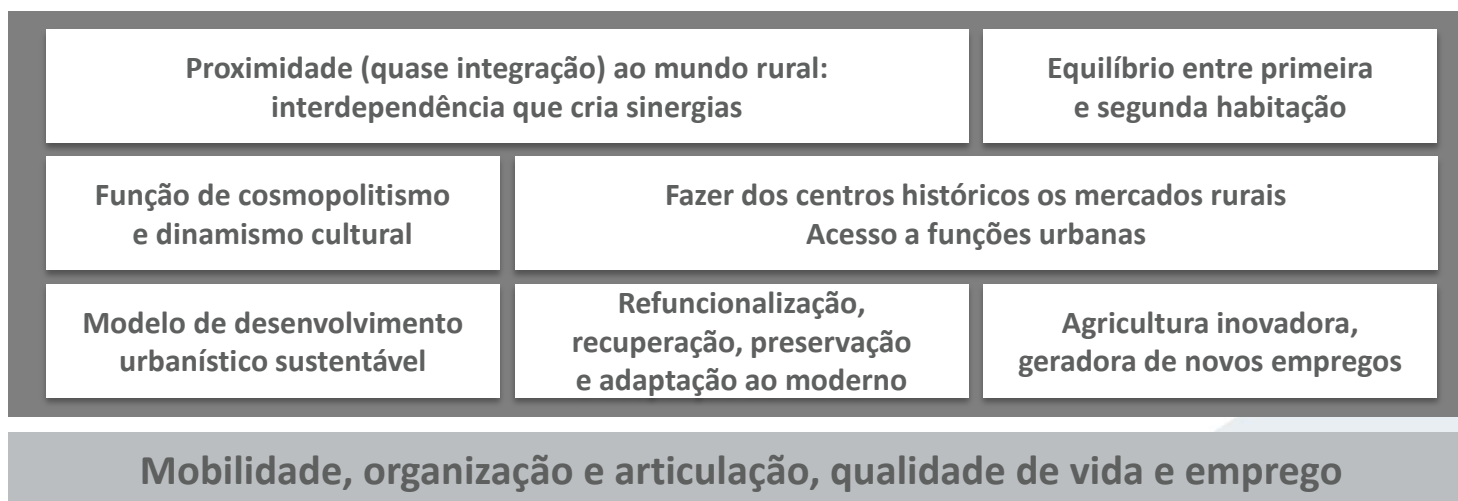 Proximidade (quase integração) ao mundo rural:
interdependência que cria sinergias
Equilíbrio entre primeira
e segunda habitação
Função de cosmopolitismo
e dinamismo cultural
Fazer dos centros históricos os mercados rurais
Acesso a funções urbanas
Modelo de desenvolvimento
urbanístico sustentável
Refuncionalização,
recuperação, preservação
e adaptação ao moderno
Agricultura inovadora,
geradora de novos empregos
Mobilidade, organização e articulação, qualidade de vida e emprego